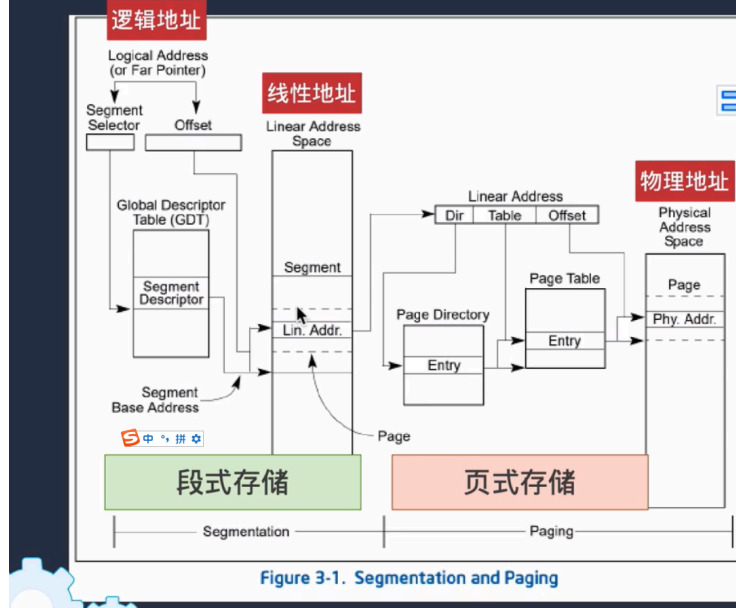 逻辑地址
Logical Address
(or Far Pointer)
Segment
Selector
Offset
线性地址
Linear Address
Space
物理地址
Physical
Address
Space
Global Descriptor
Table (GDT)
Segment
Descriptor
Segment
Lin. Addr.
Segment
Base Address
Page
Linear Address
Dir
Table
Offset
Page Directory
Entry
Page Table
Entry
Page
Phy. Addr.
中
拼
段式存储
页式存储
Segmentation
Paging
Figure 3-1. Segmentation and Paging